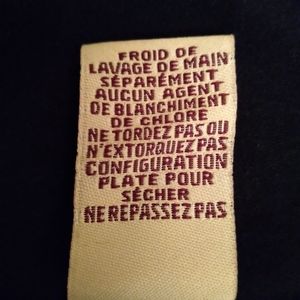 FROID DE
LAVAGE DE MAIN
SÉPARÉMENT
AUCUN AGENT
DE BLANCHIMENT
DE CHLORE
NE TORDEZ PAS OU
N'EXTORQUEZ PAS
CONFIGURATION
PLATE POUR
SÉCHER
NE REPASSEZ PAS